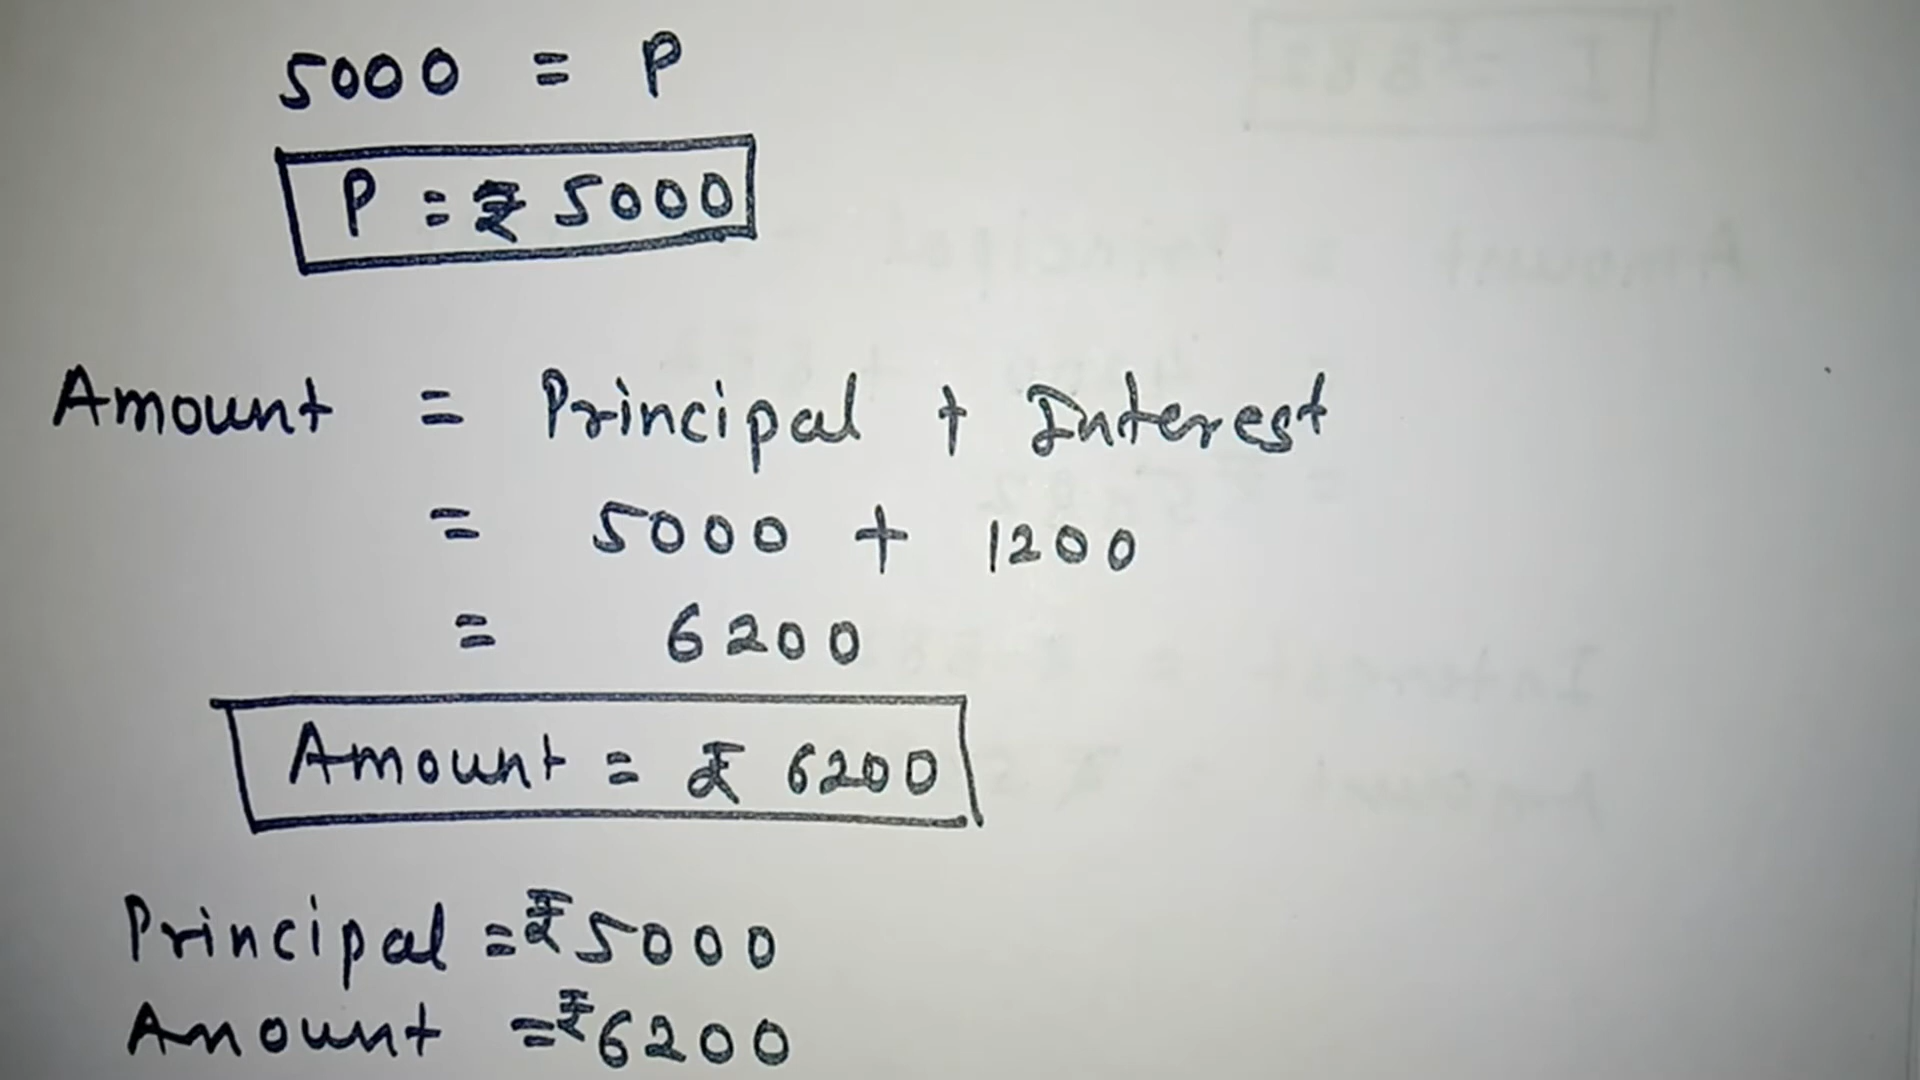 5000 = P
P = ₹ 5000
Amount = Principal + Interest
= 5000 + 1200
= 6200
Amount = ₹ 6200
Principal = ₹5000
Amount = ₹6200